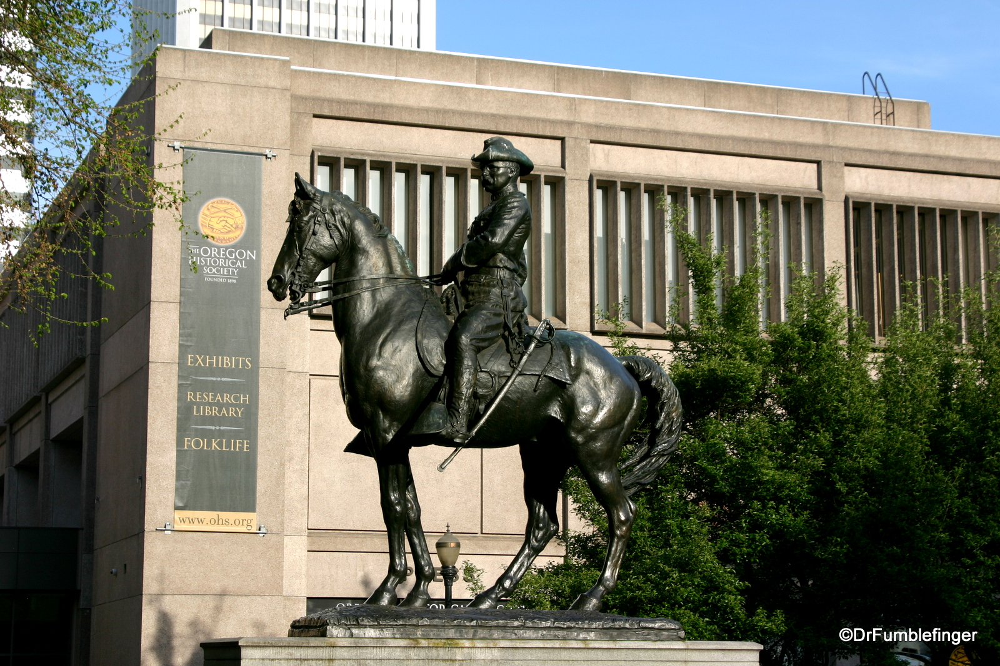 THE OREGON
HISTORICAL
SOCIETY
FOUNDED 1898
EXHIBITS
RESEARCH
LIBRARY
FOLKLIFE
www.ohs.org
©DrFumblefinger